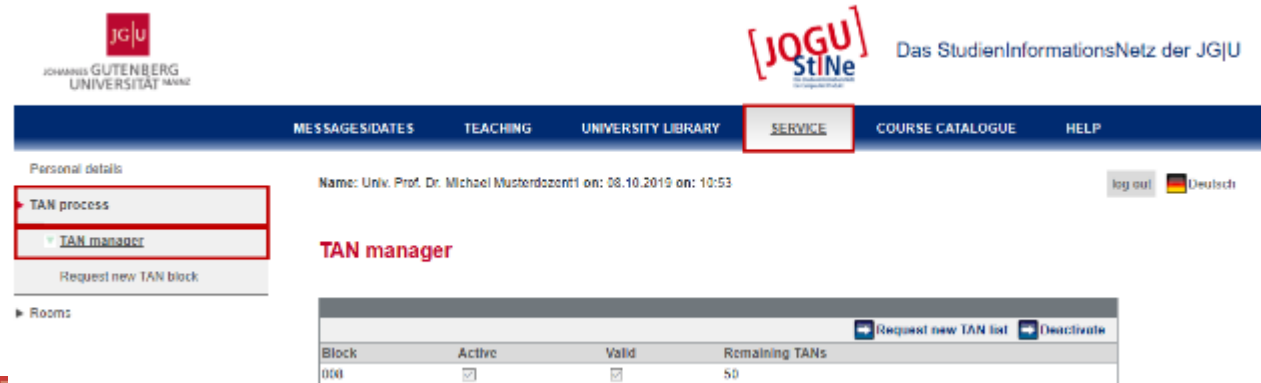 JG|U
JOHANNES GUTENBERG
UNIVERSITÄT MAINZ
[JOGU
StINe]
Das StudienInformationsNetz der JG|U
MESSAGES/DATES TEACHING UNIVERSITY LIBRARY SERVICE COURSE CATALOGUE HELP
Personal details
Name: Univ. Prof. Dr. Michael Musterdozent1 on: 08.10.2019 on: 10:53
log out Deutsch
TAN process
TAN manager
Request new TAN block
Rooms
TAN manager
Request new TAN list Deactivate
Block Active Valid Remaining TANs
008 50